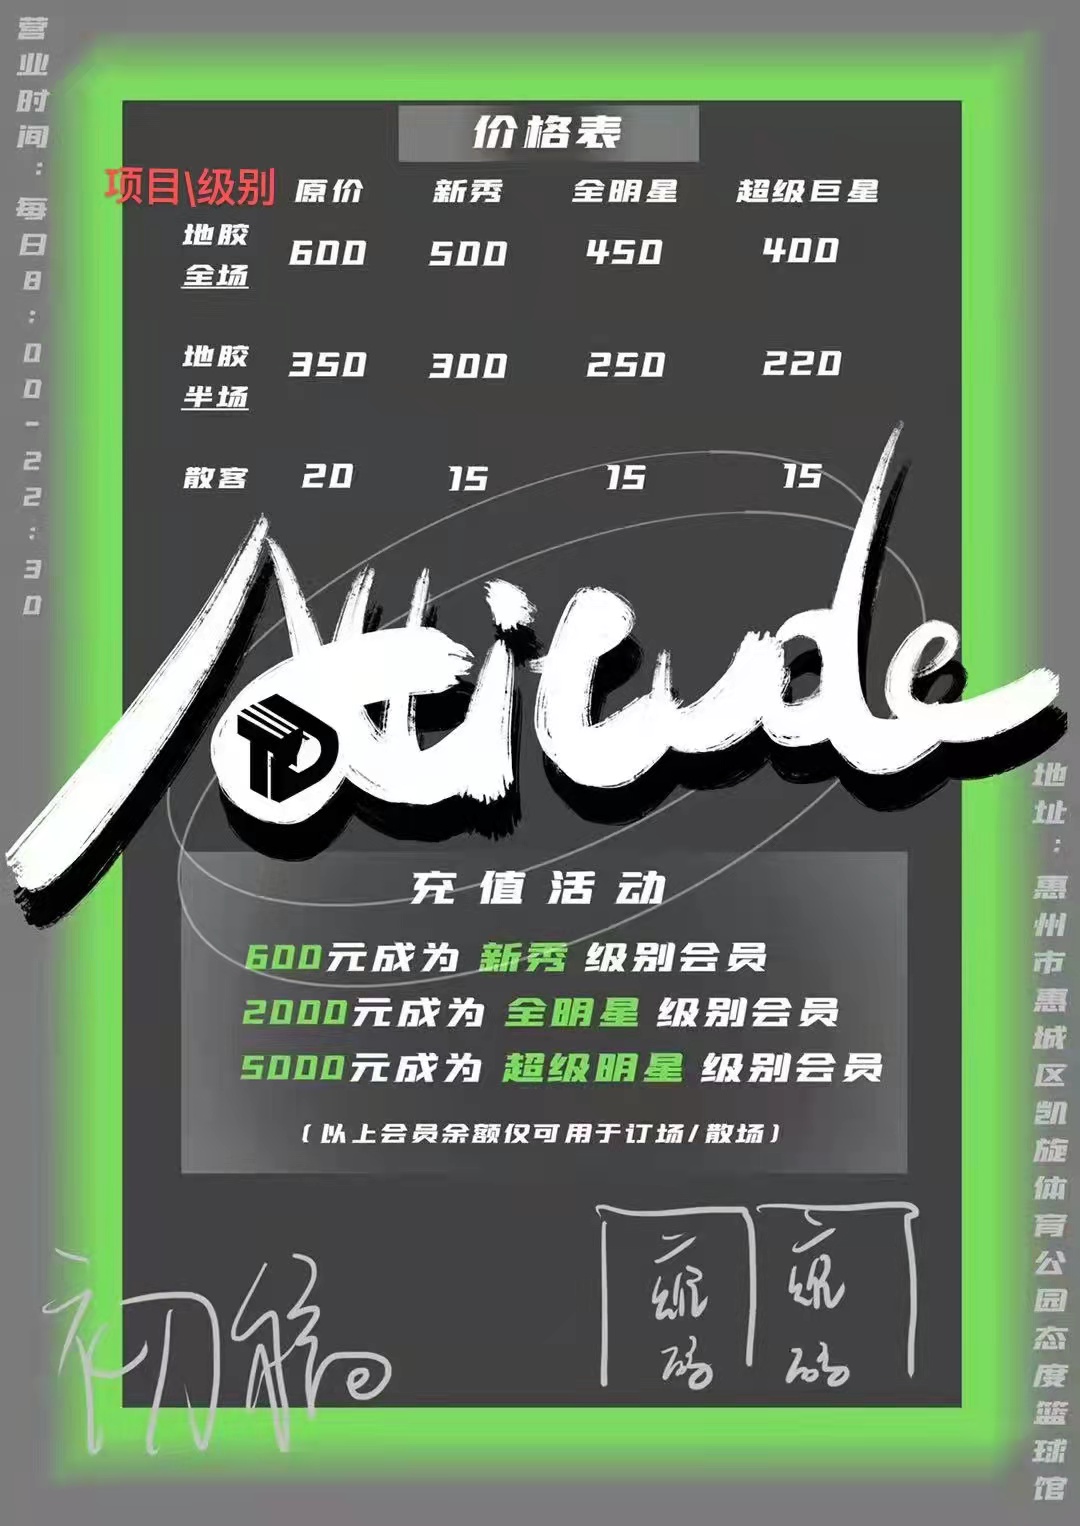 营业时间：每日8:00-22:30
价格表
项目\级别 原价 新秀 全明星 超级巨星
地胶
全场 600 500 450 400
地胶
半场 350 300 250 220
散客 20 15 15 15
Attitude
充值活动
600元成为 新秀 级别会员
2000元成为 全明星 级别会员
5000元成为 超级明星 级别会员
（以上会员余额仅可用于订场/散场）
初稿
地址：惠州市惠城区凯旋体育公园态度篮球馆